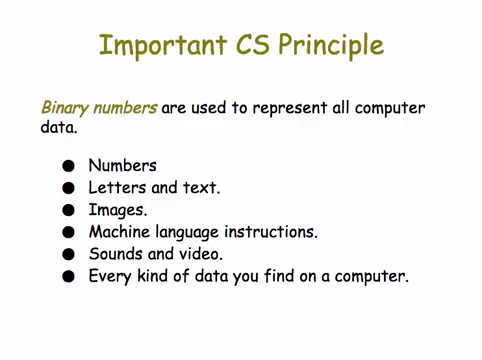 Important CS Principle
Binary numbers are used to represent all computer
data.
● Numbers
● Letters and text.
● Images.
● Machine language instructions.
● Sounds and video.
● Every kind of data you find on a computer.